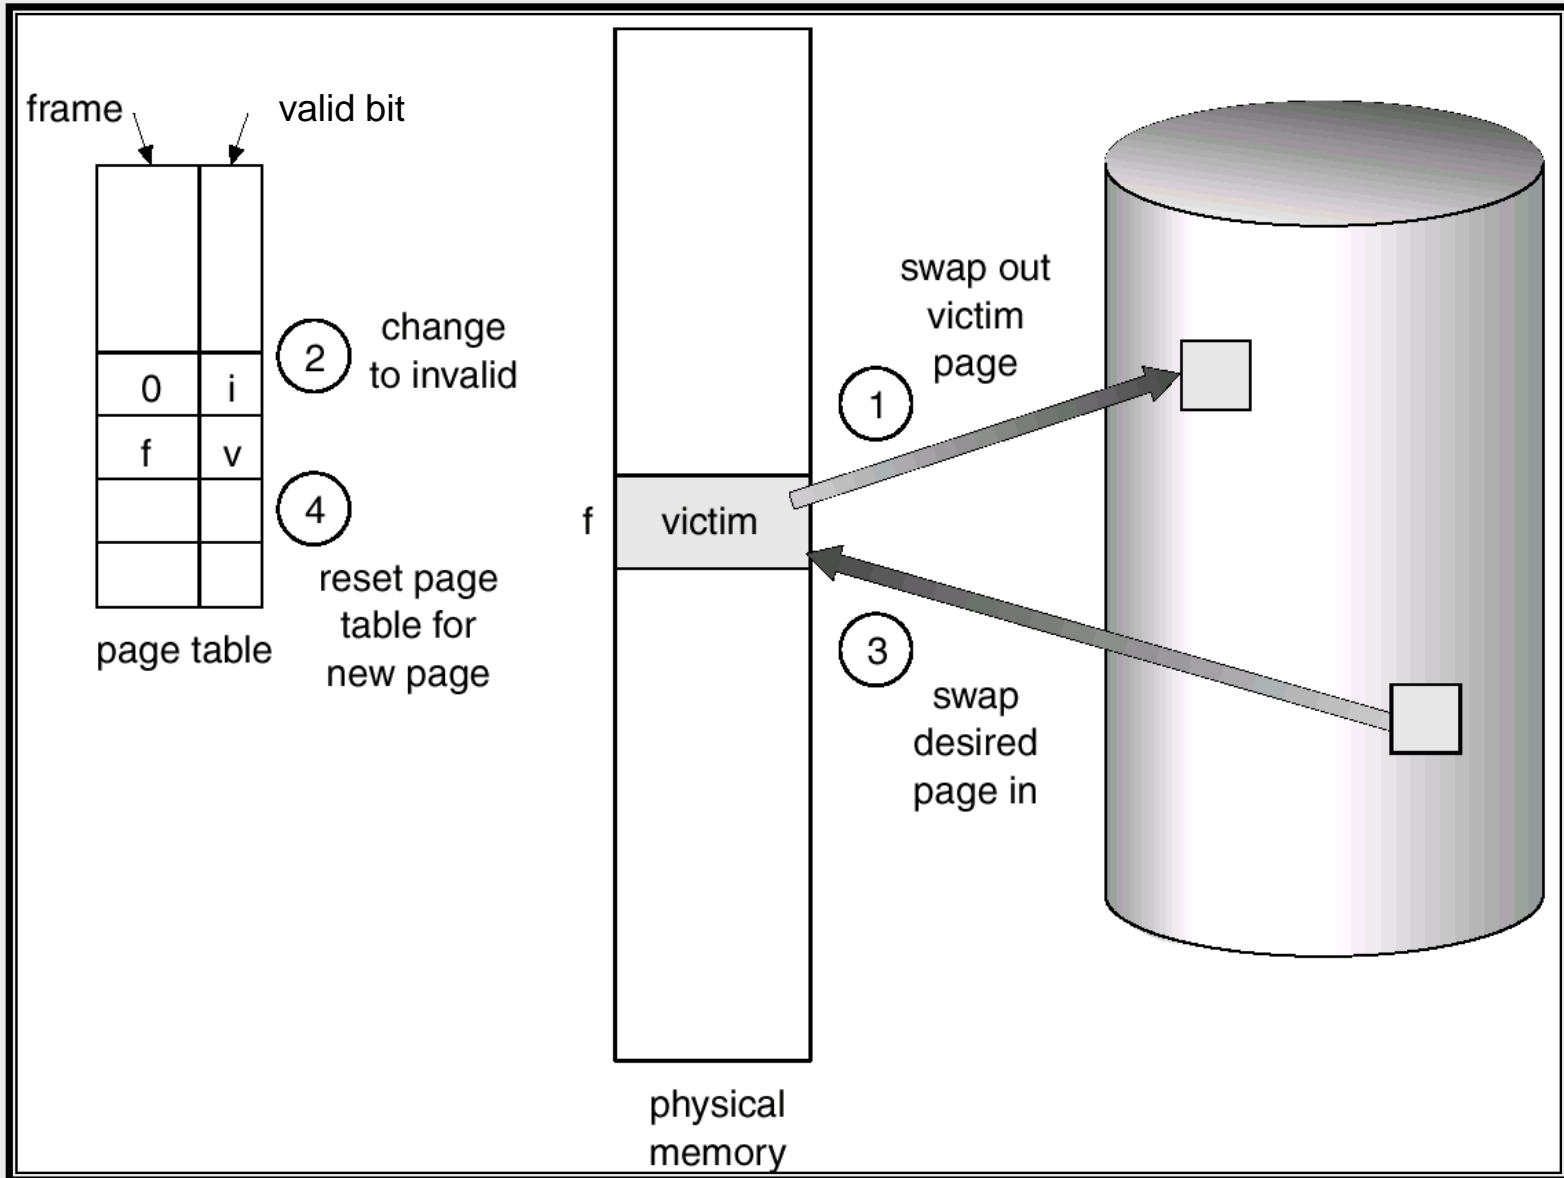 frame
valid bit
0 i
f v
page table
2
change
to invalid
4
reset page
table for
new page
f
victim
physical
memory
1
swap out
victim
page
3
swap
desired
page in